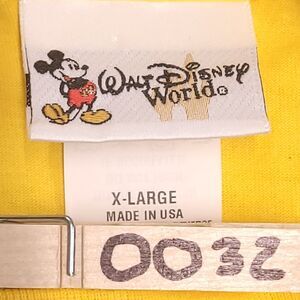 Walt Disney
World®
X-LARGE
MADE IN USA
0032